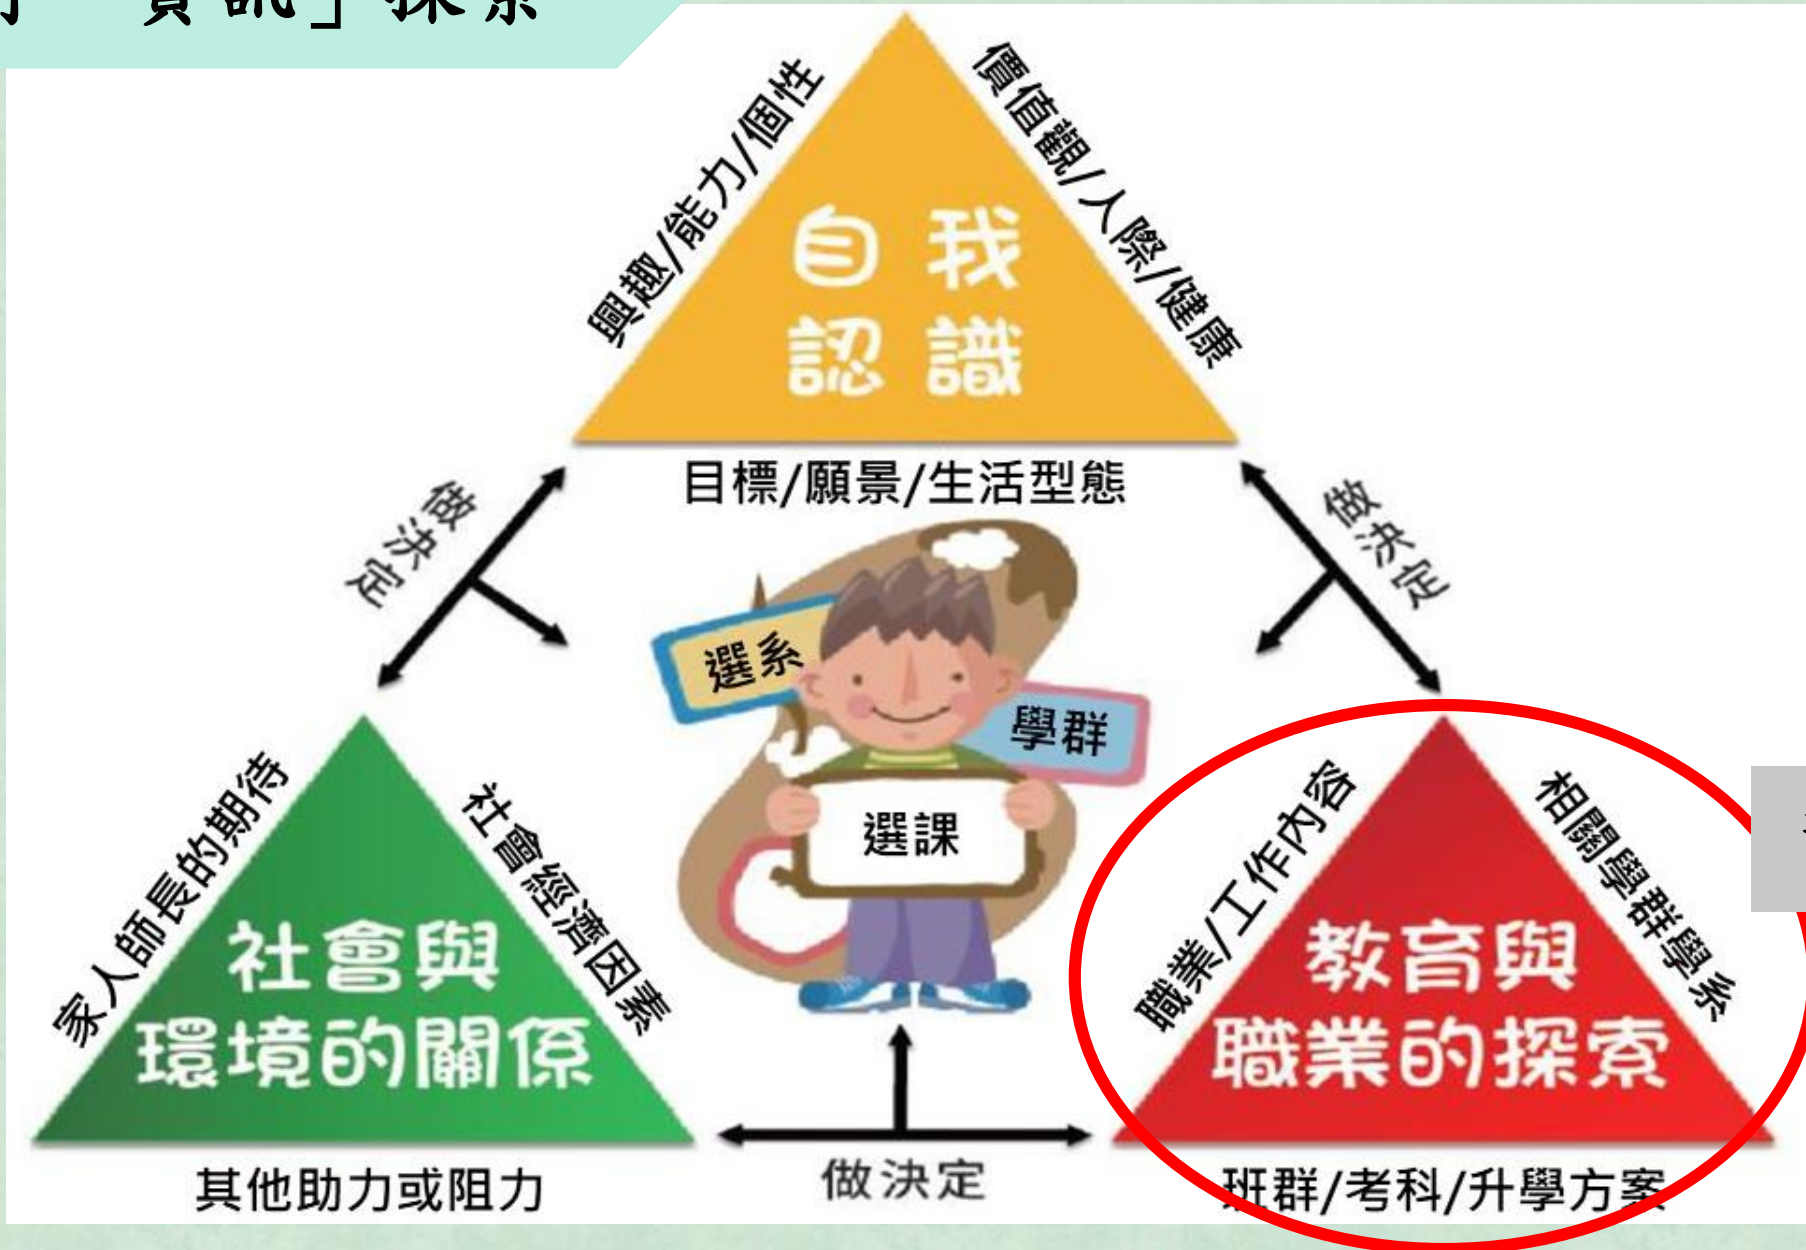 資訊」探索
興趣/能力/個性
價值觀/人際/健康
自我
認識
目標/願景/生活型態
做決定
做決定
選系
學群
選課
家人師長的期待
社會經濟因素
社會與
環境的關係
其他助力或阻力
做決定
職業/工作內容
相關學群學系
教育與
職業的探索
班群/考科/升學方案